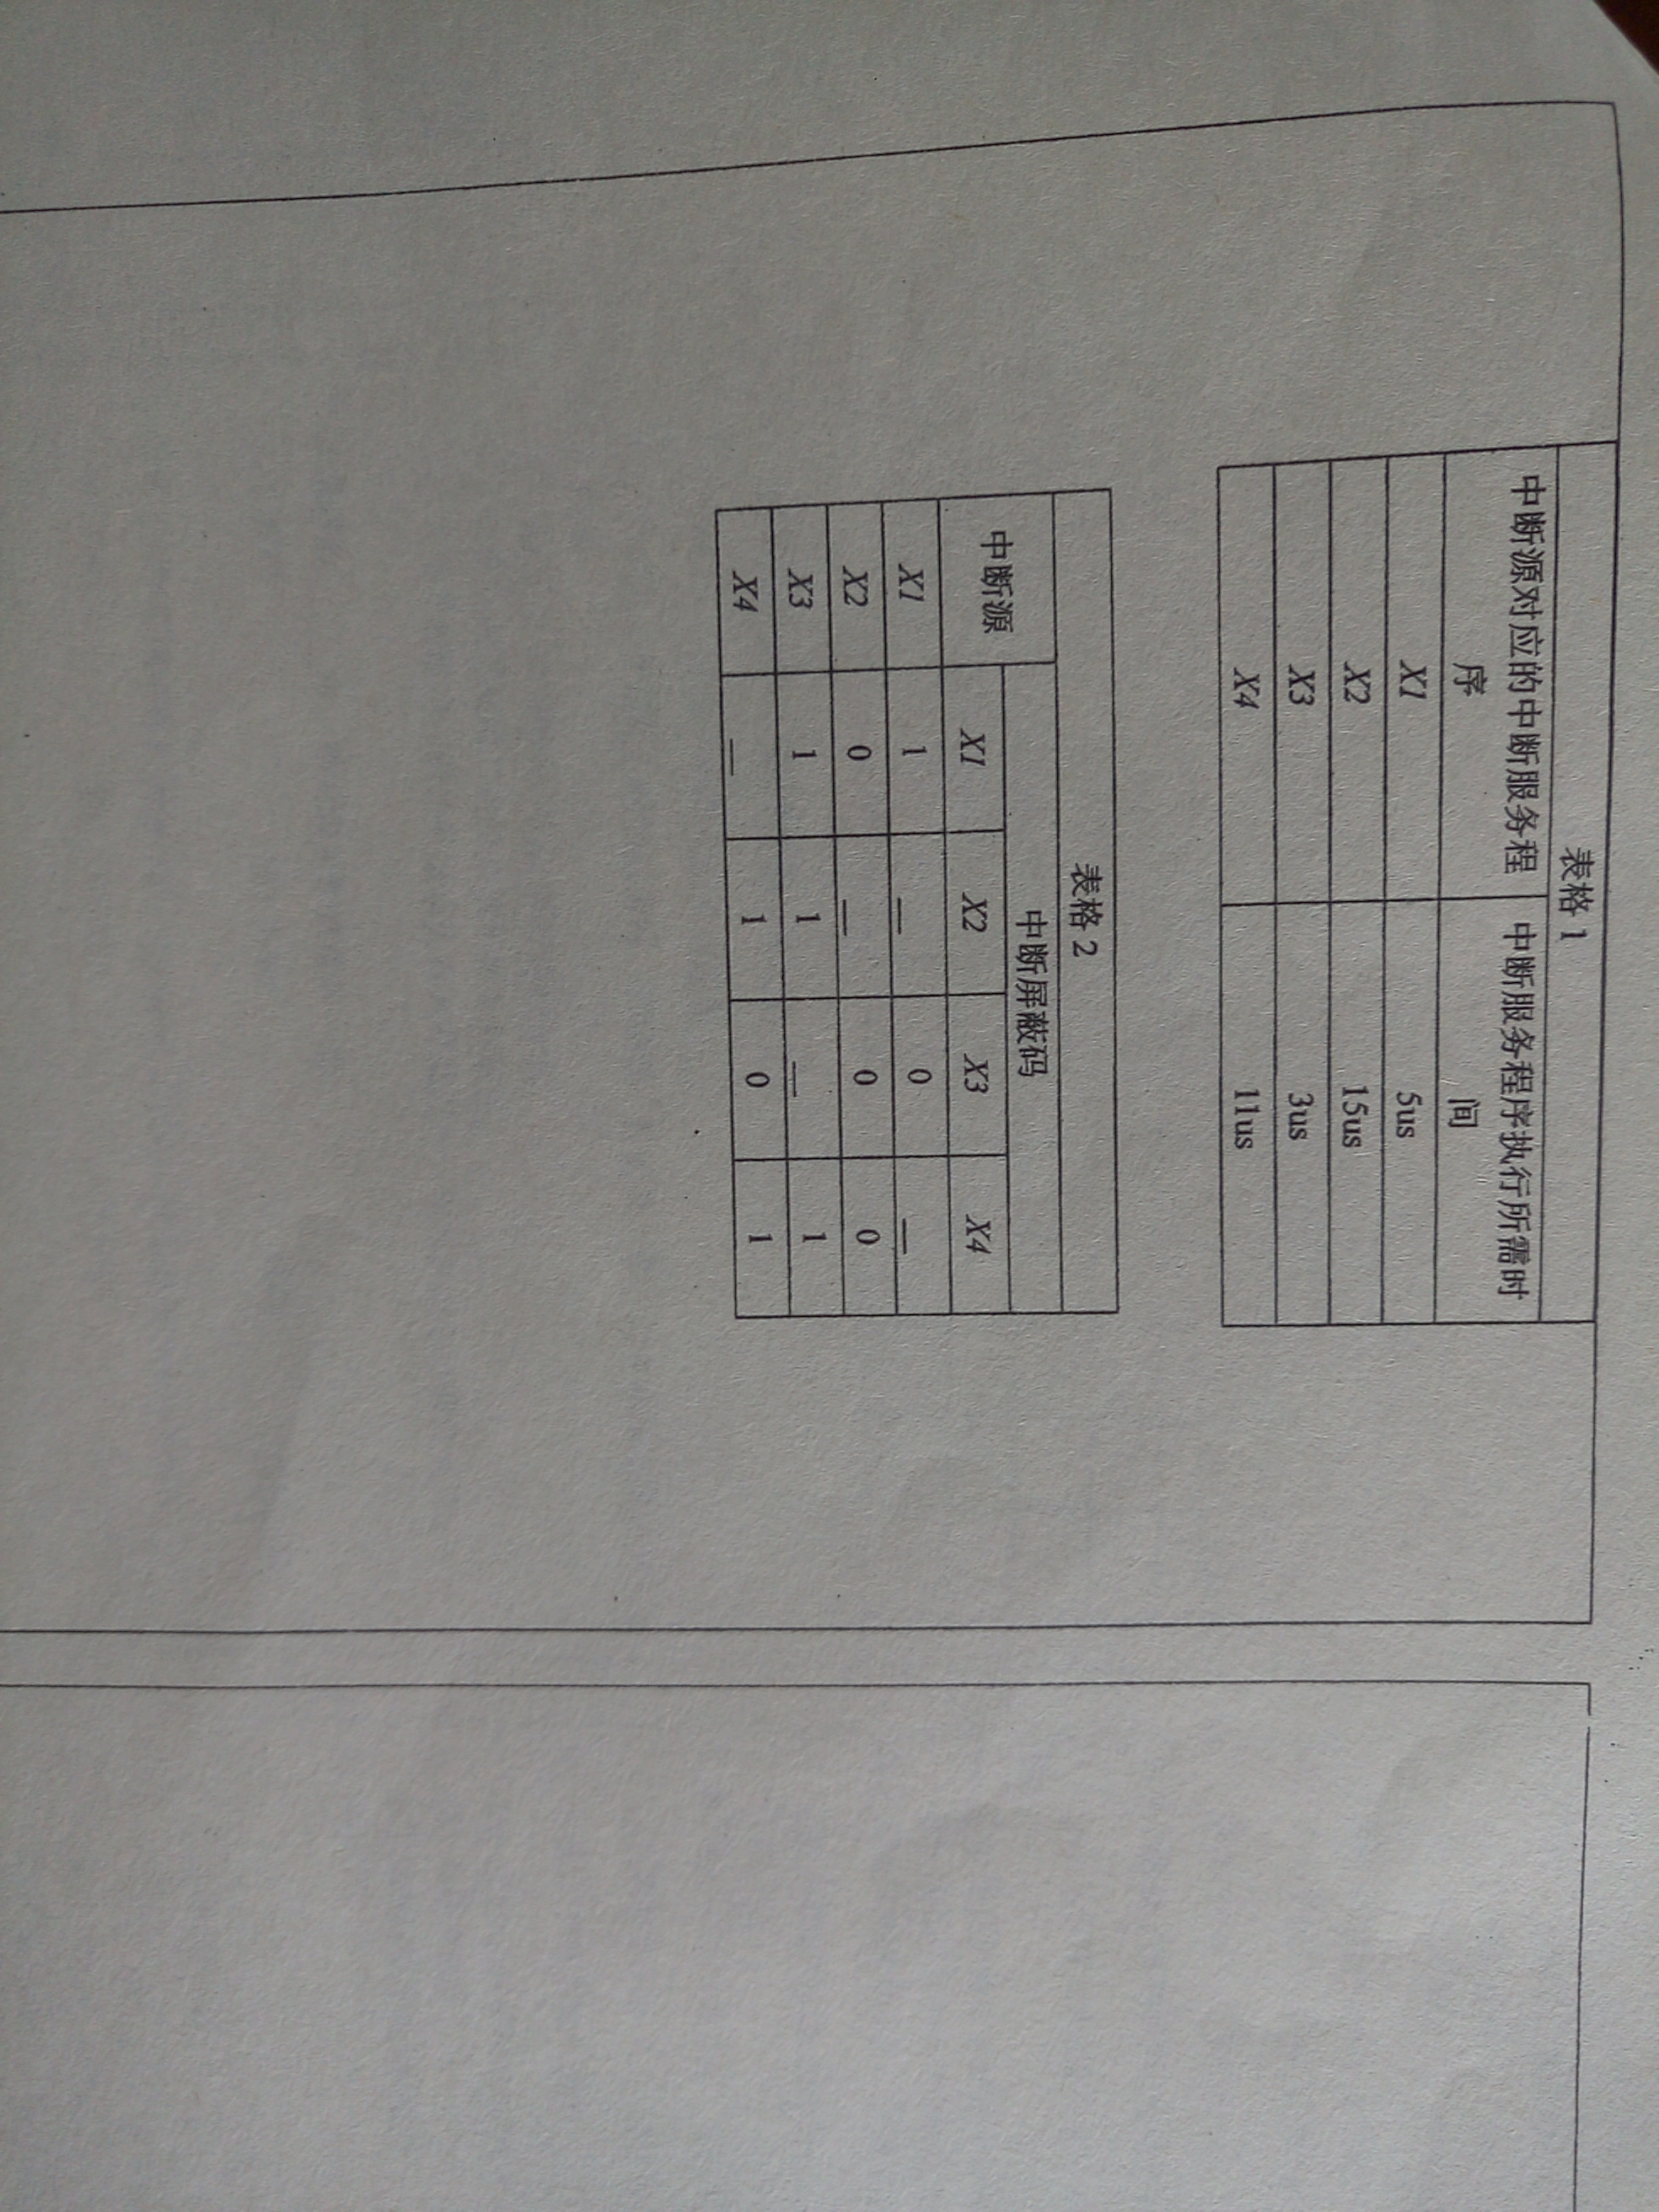 表格 1
中断源对应的中断服务程序 中断服务程序执行所需时间
X1 5us
X2 15us
X3 3us
X4 11us
表格 2
中断源 中断屏蔽码
X1 X2 X3 X4
X1 1 _ 0 _
X2 0 _ 0 0
X3 1 1 _ 1
X4 _ 1 0 1